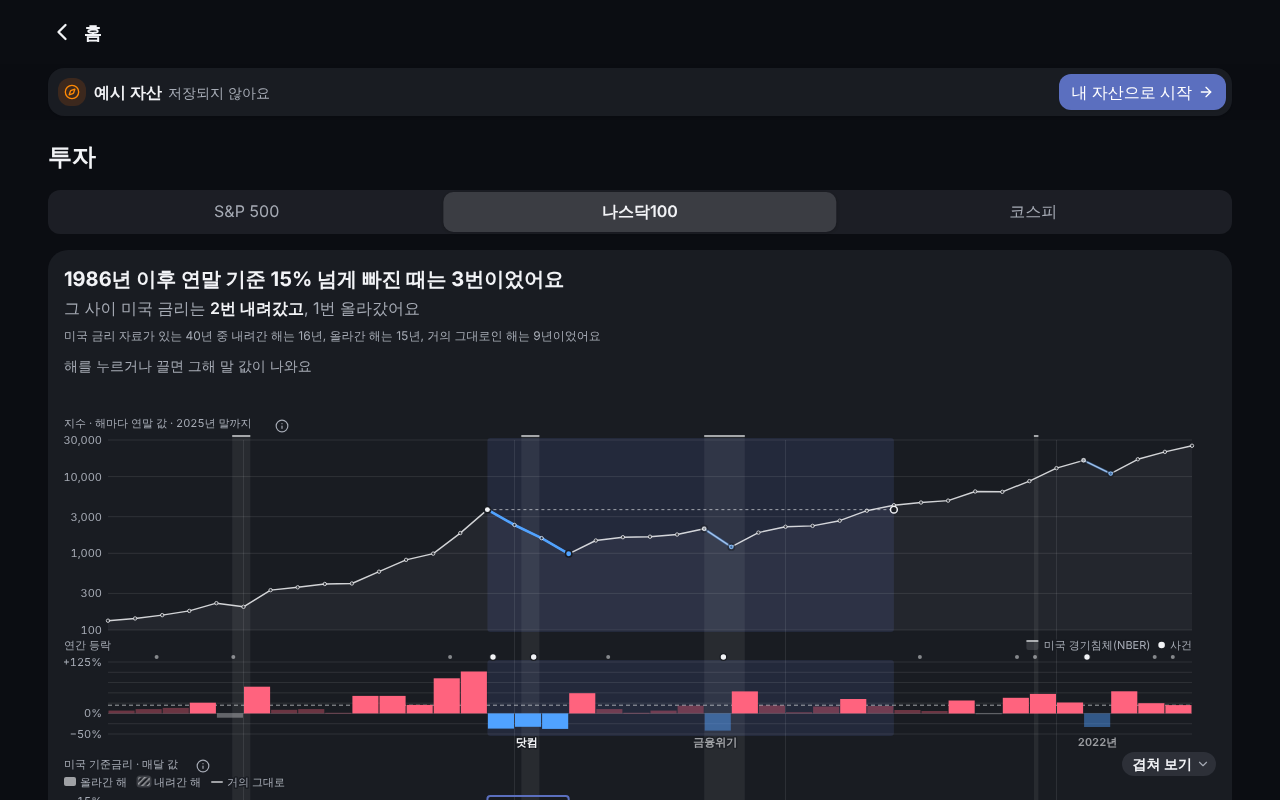 홈
예시 자산 저장되지 않아요
내 자산으로 시작
투자
S&P 500
나스닥100
코스피
1986년 이후 연말 기준 15% 넘게 빠진 때는 3번이었어요
그 사이 미국 금리는 2번 내려갔고, 1번 올라갔어요
미국 금리 자료가 있는 40년 중 내려간 해는 16년, 올라간 해는 15년, 거의 그대로인 해는 9년이었어요
해를 누르거나 끌면 그해 말 값이 나와요
지수 · 해마다 연말 값 · 2025년 말까지
30,000
10,000
3,000
1,000
300
100
연간 등락
미국 경기침체(NBER)
사건
+125%
0%
−50%
닷컴
금융위기
2022년
미국 기준금리 · 매달 값
겹쳐 보기
올라간 해
내려간 해
거의 그대로
15%